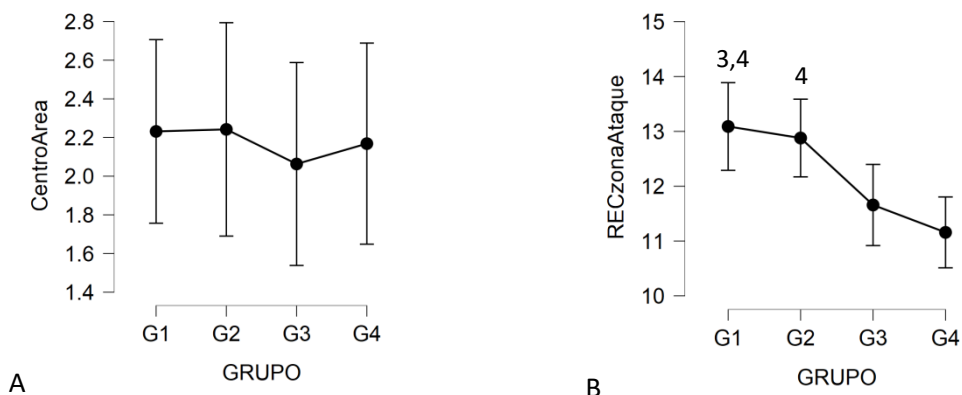 2.8
2.6
2.4
2.2
2.0
1.8
1.6
1.4
CentroArea
G1 G2 G3 G4
GRUPO
A
15
14
13
12
11
10
RECzonaAtaque
3,4
4
G1 G2 G3 G4
GRUPO
B